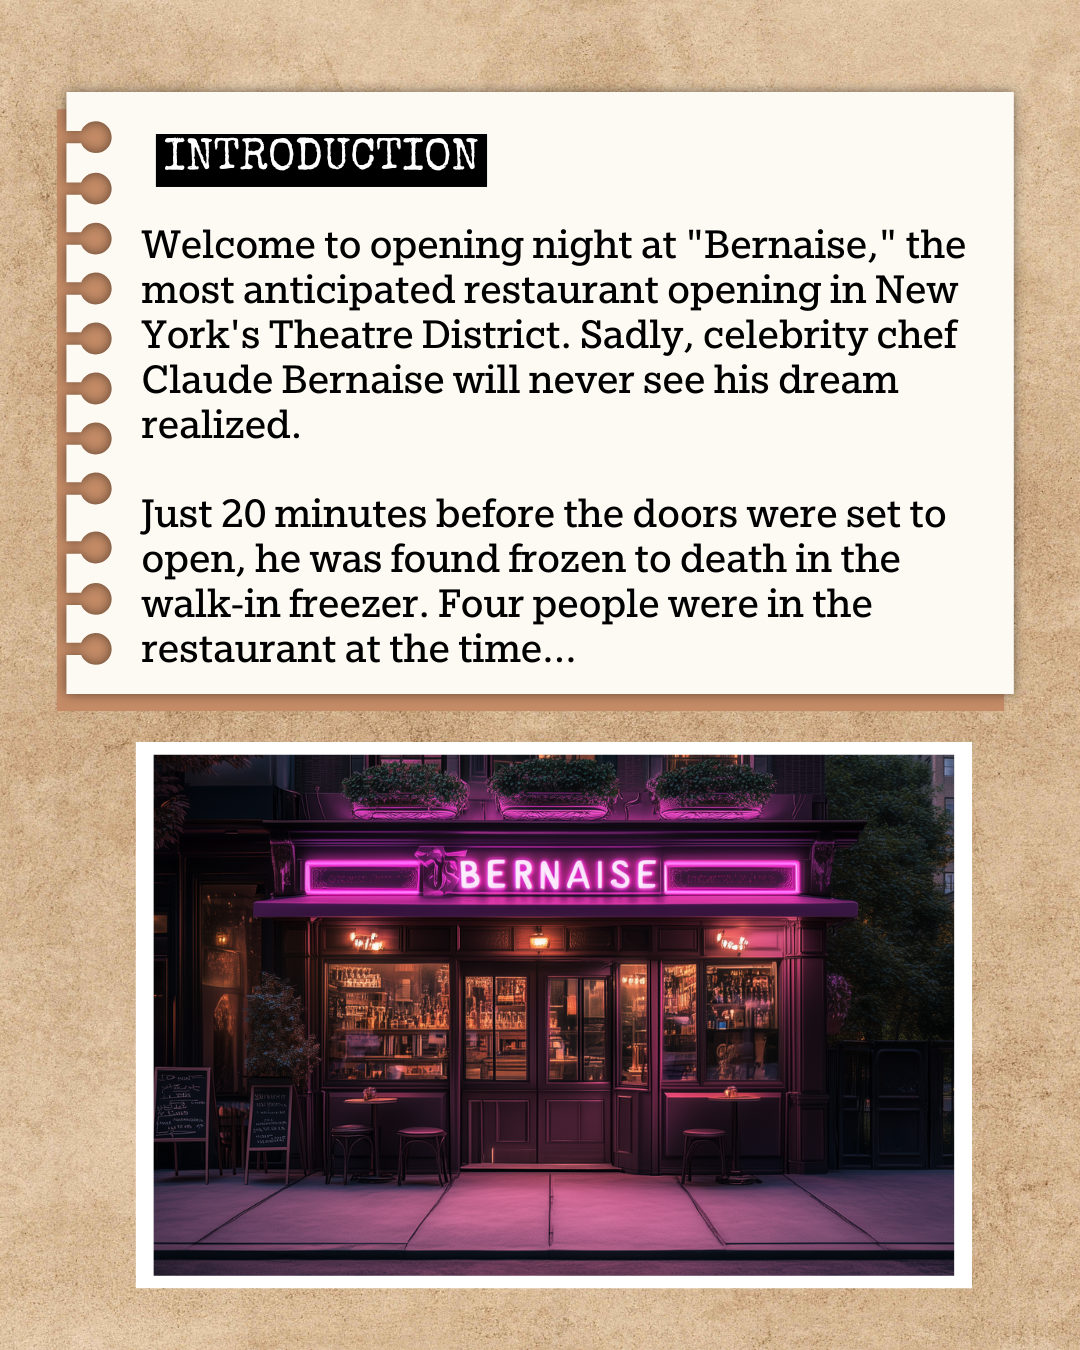 INTRODUCTION
Welcome to opening night at "Bernaise," the
most anticipated restaurant opening in New
York's Theatre District. Sadly, celebrity chef
Claude Bernaise will never see his dream
realized.
Just 20 minutes before the doors were set to
open, he was found frozen to death in the
walk-in freezer. Four people were in the
restaurant at the time...
BERNAISE